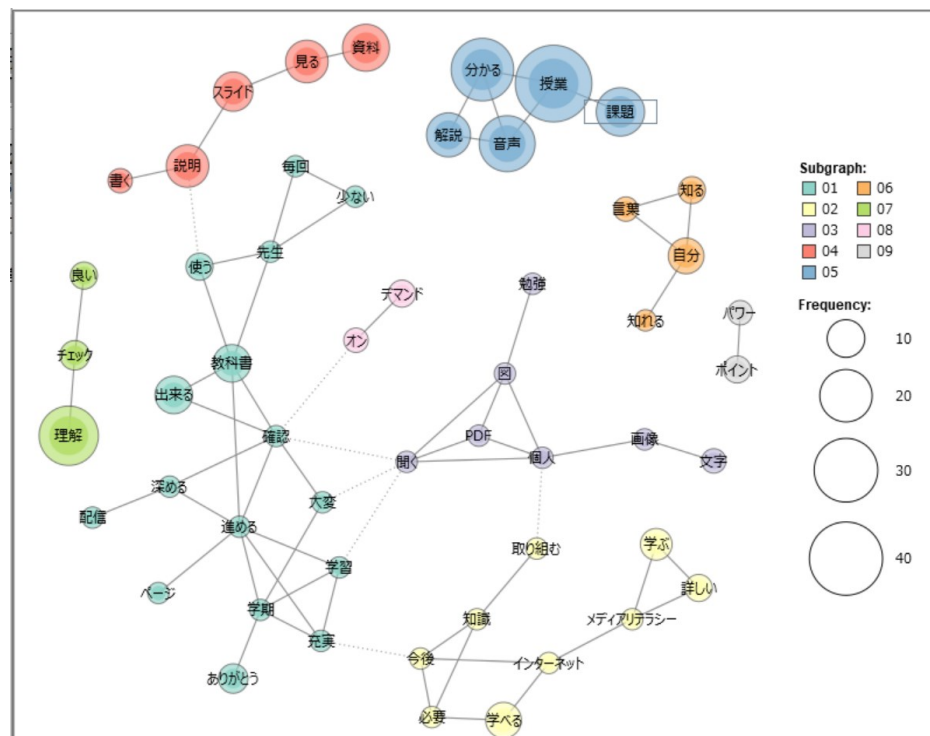 資料
見る
スライド
説明
書く
分かる
授業
課題
解説
音声
毎回
少ない
先生
使う
知る
言葉
自分
知れる
Subgraph:
01 06
02 07
03 08
04 09
05
良い
チェック
理解
デマンド
オン
勉強
パワー
ポイント
Frequency:
10
20
30
40
教科書
出来る
確認
図
PDF
聞く
個人
画像
文字
深める
配信
大変
進める
学習
ページ
学期
充実
ありがとう
取り組む
学ぶ
詳しい
知識
メディアリテラシー
今後
インターネット
必要
学べる